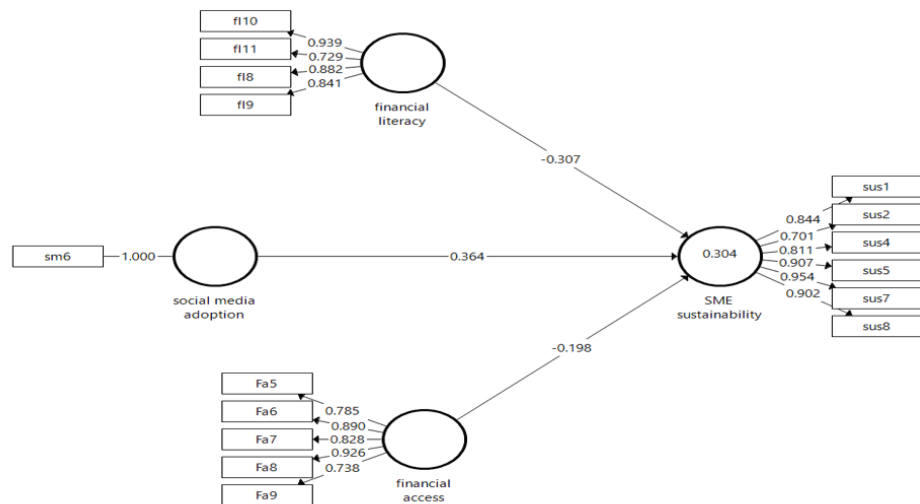 fl10
fl11
fl8
fl9
0.939
0.729
0.882
0.841
financial
literacy
-0.307
sm6
1.000
social media
adoption
0.364
0.304
SME
sustainability
0.844
0.701
0.811
0.907
0.954
0.902
sus1
sus2
sus4
sus5
sus7
sus8
-0.198
Fa5
Fa6
Fa7
Fa8
Fa9
0.785
0.890
0.828
0.926
0.738
financial
access